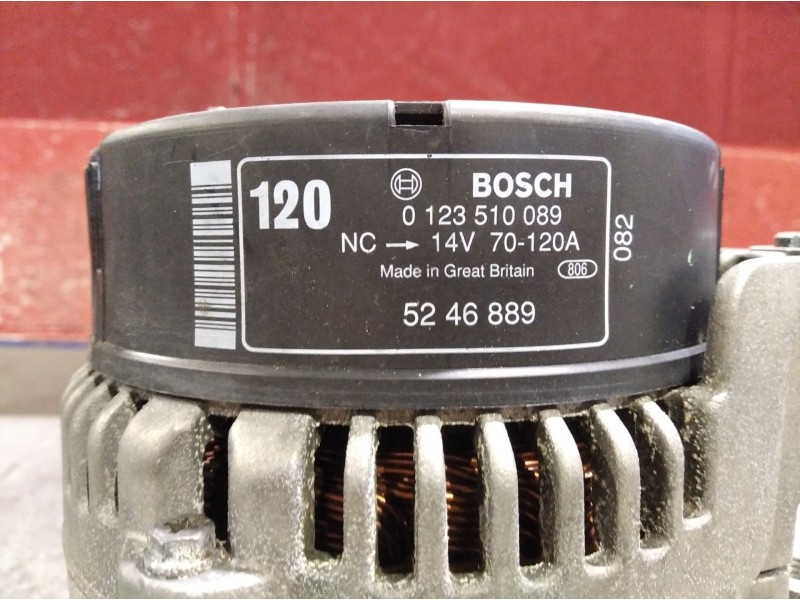 120
BOSCH
0 123 510 089
NC → 14V 70-120A
Made in Great Britain 806
52 46 889
082